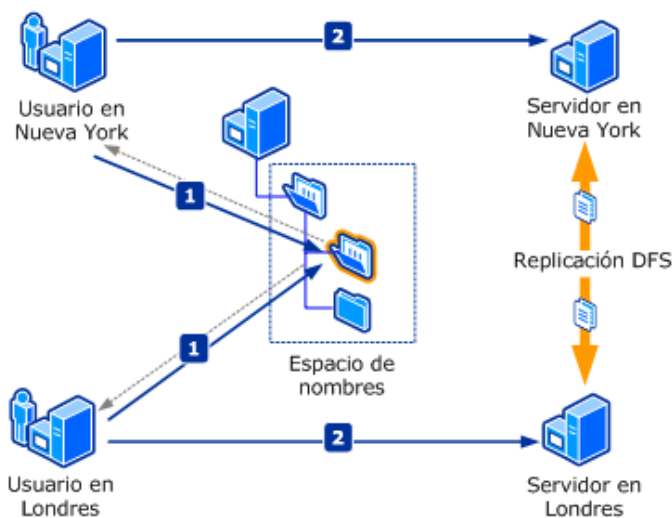 2
Usuario en
Nueva York
Servidor en
Nueva York
1
Replicación DFS
1
Espacio de
nombres
2
Usuario en
Londres
Servidor en
Londres